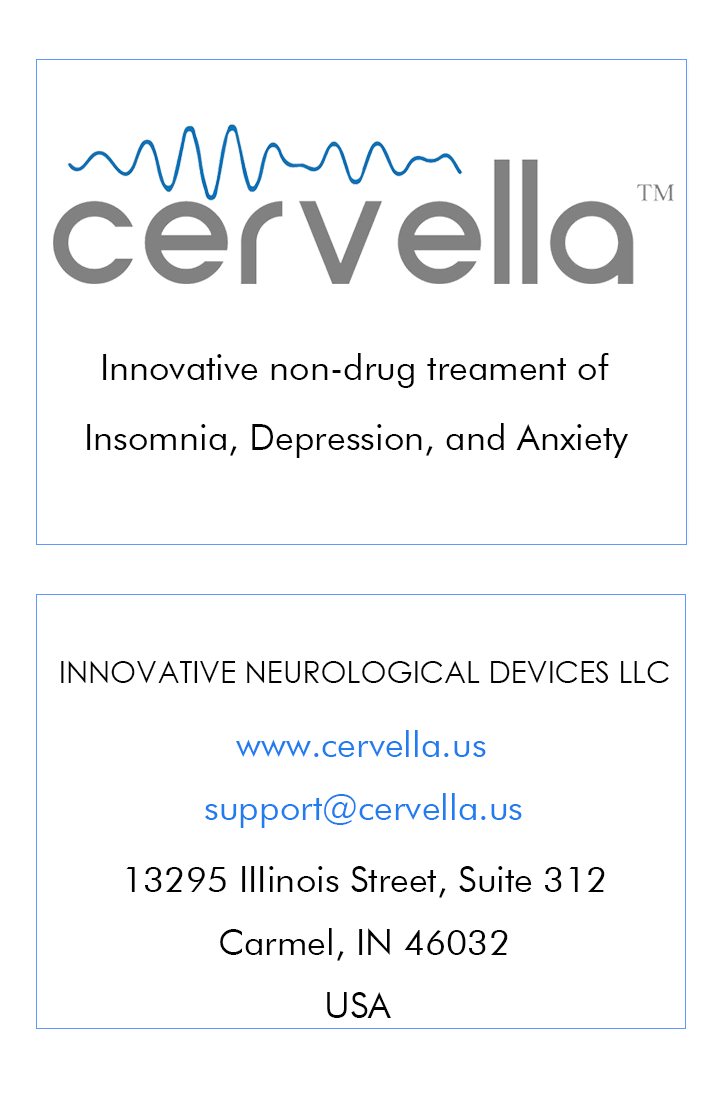 cervella™
Innovative non-drug treament of
Insomnia, Depression, and Anxiety
INNOVATIVE NEUROLOGICAL DEVICES LLC
www.cervella.us
support@cervella.us
13295 Illinois Street, Suite 312
Carmel, IN 46032
USA